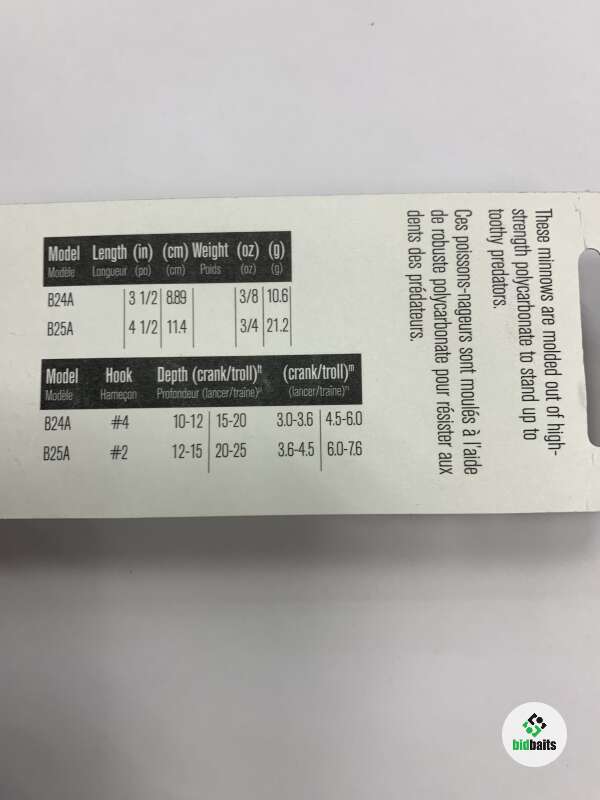 Model Length (in) (cm) Weight (oz) (g)
Modèle Longueur (po) (cm) Poids (oz) (g)
B24A 3 1/2 8.89 3/8 10.6
B25A 4 1/2 11.4 3/4 21.2
Model Hook Depth (crank/troll)ft (crank/troll)m
Modèle Hameçon Profondeur (lancer/traîne)pi (lancer/traîne)m
B24A #4 10-12 15-20 3.0-3.6 4.5-6.0
B25A #2 12-15 20-25 3.6-4.5 6.0-7.6
These minnows are molded out of high-
strength polycarbonate to stand up to
toothy predators.
Ces poissons-nageurs sont moulés à l'aide
de robuste polycarbonate pour résister aux
dents des prédateurs.
bidbaits